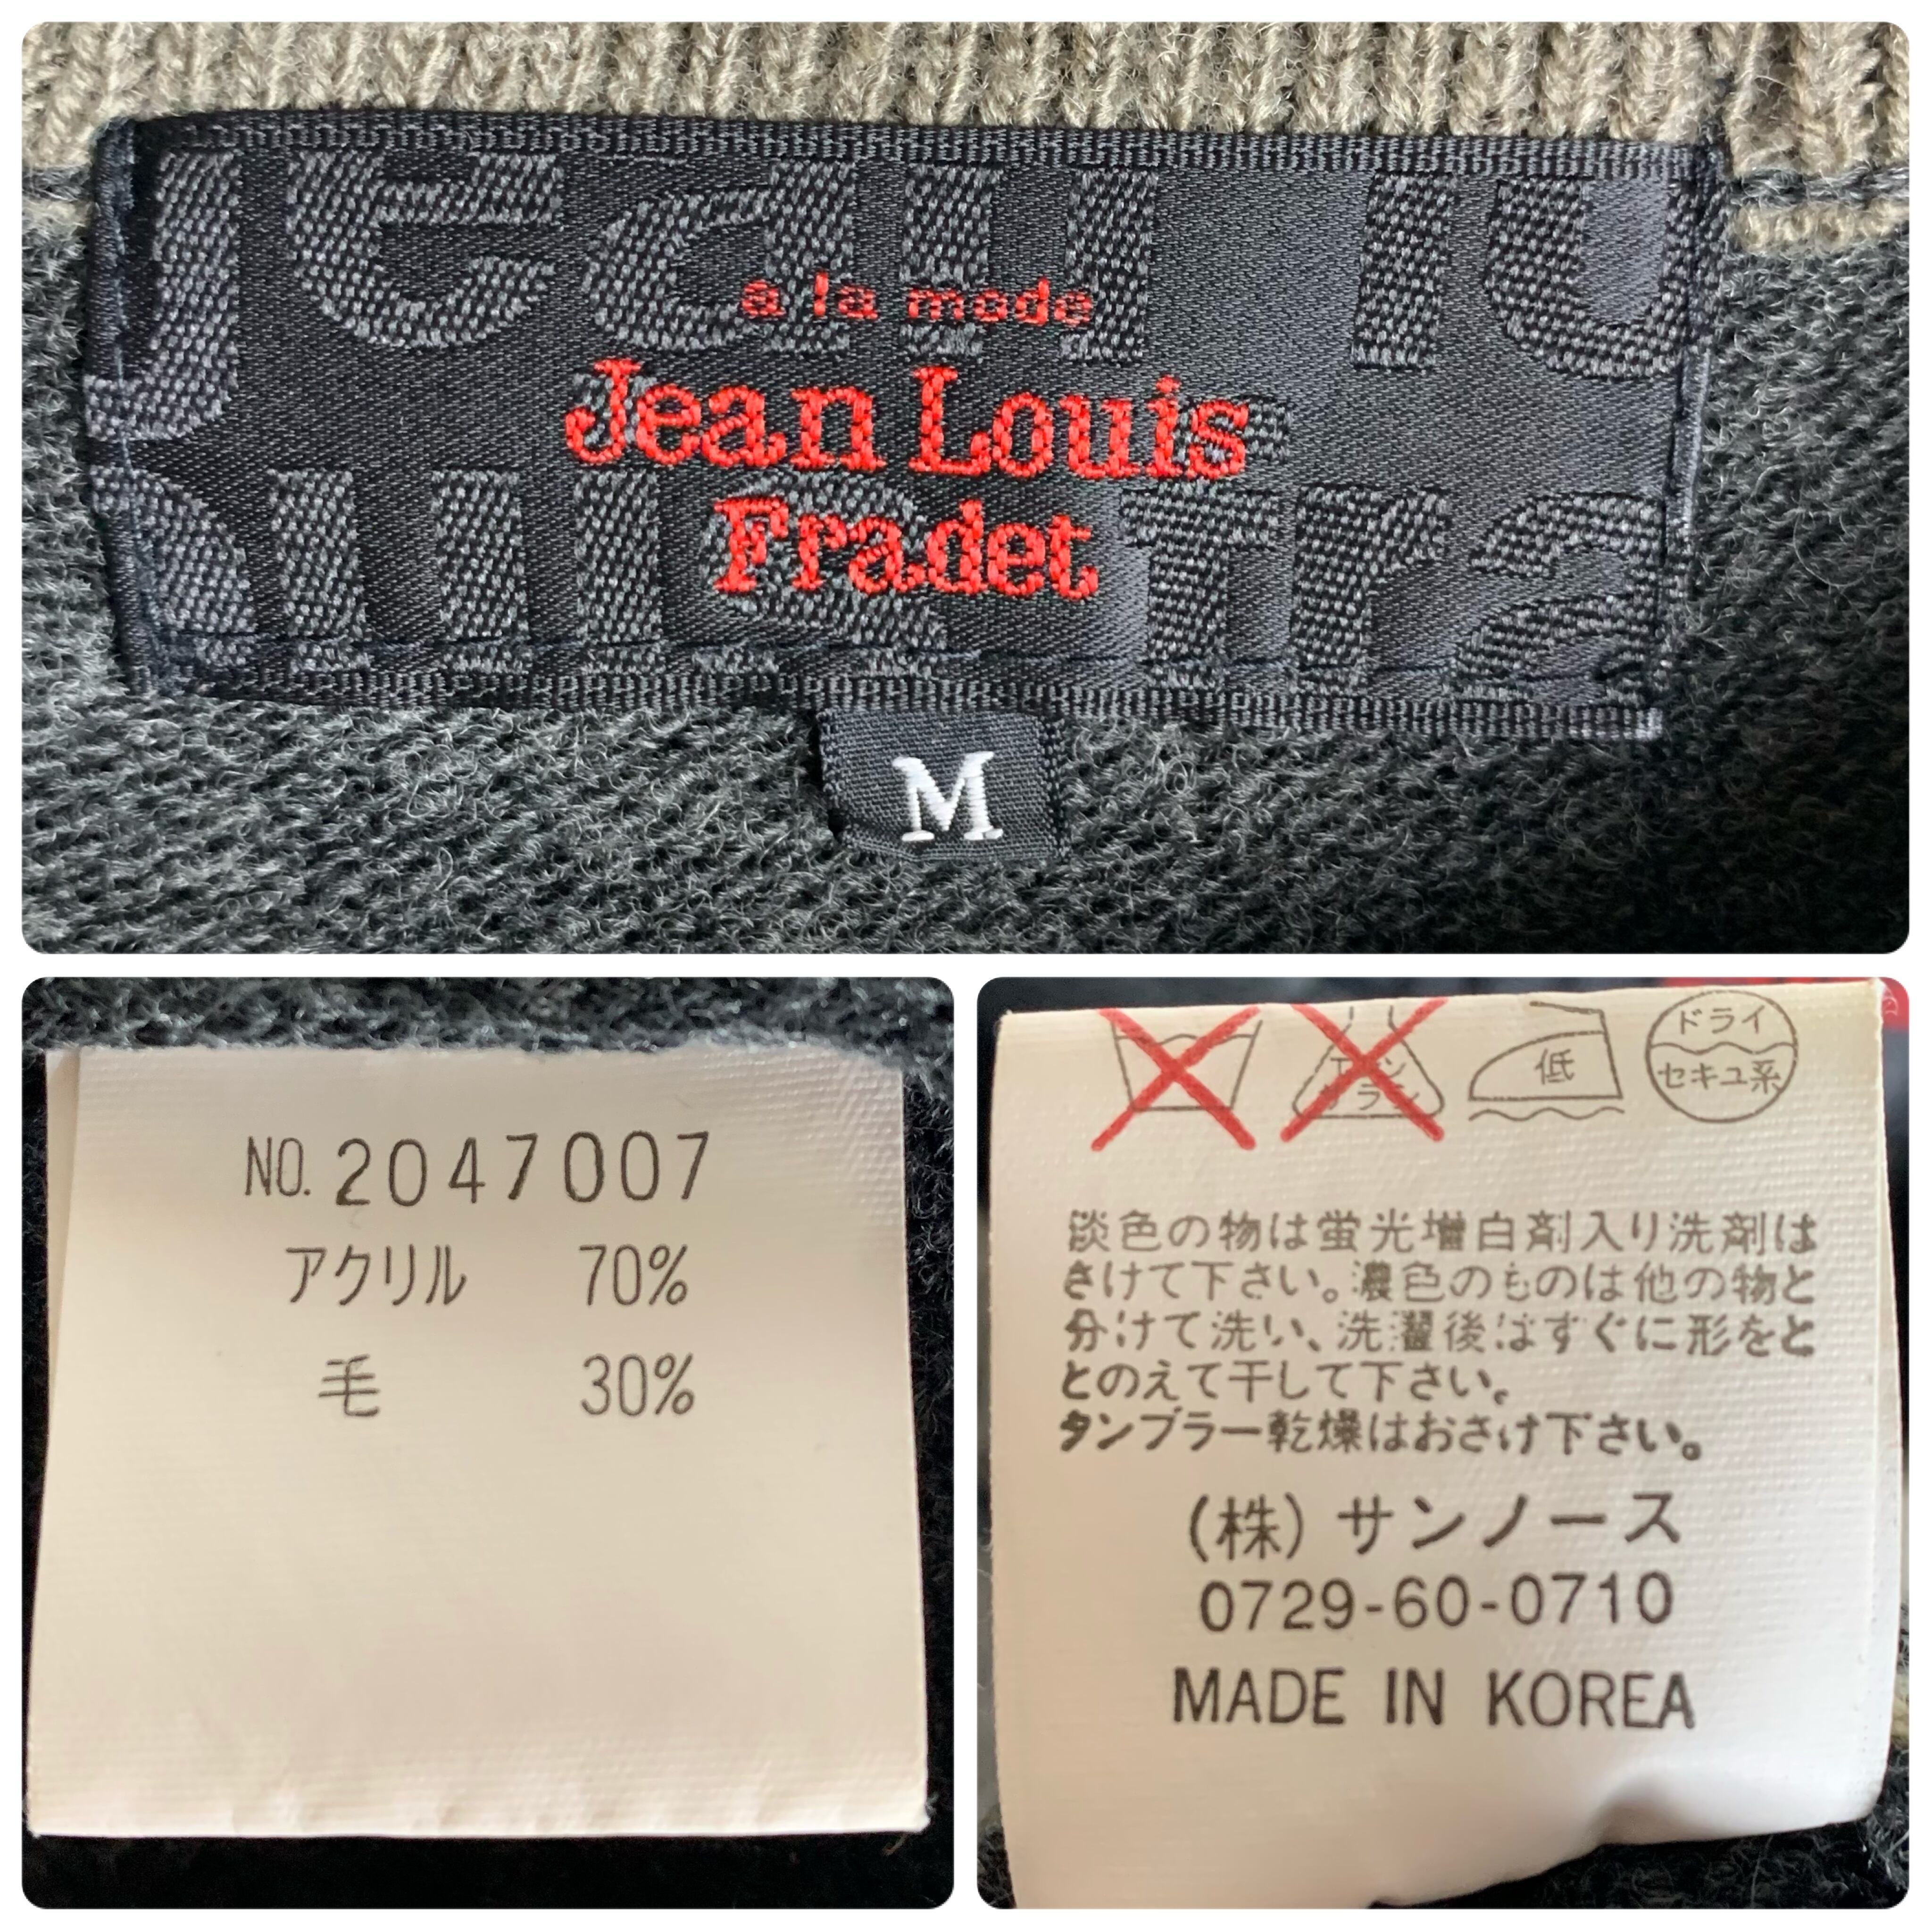 a la mode
Jean Louis
Fradet
M
NO. 2047007
アクリル 70%
毛 30%
低
ドライ
セキユ系
淡色の物は蛍光増白剤入り洗剤は
さけて下さい。濃色のものは他の物と
分けて洗い、洗濯後はすぐに形をと
とのえて干して下さい。
タンブラー乾燥はおさけ下さい。
(株) サンノース
0729-60-0710
MADE IN KOREA